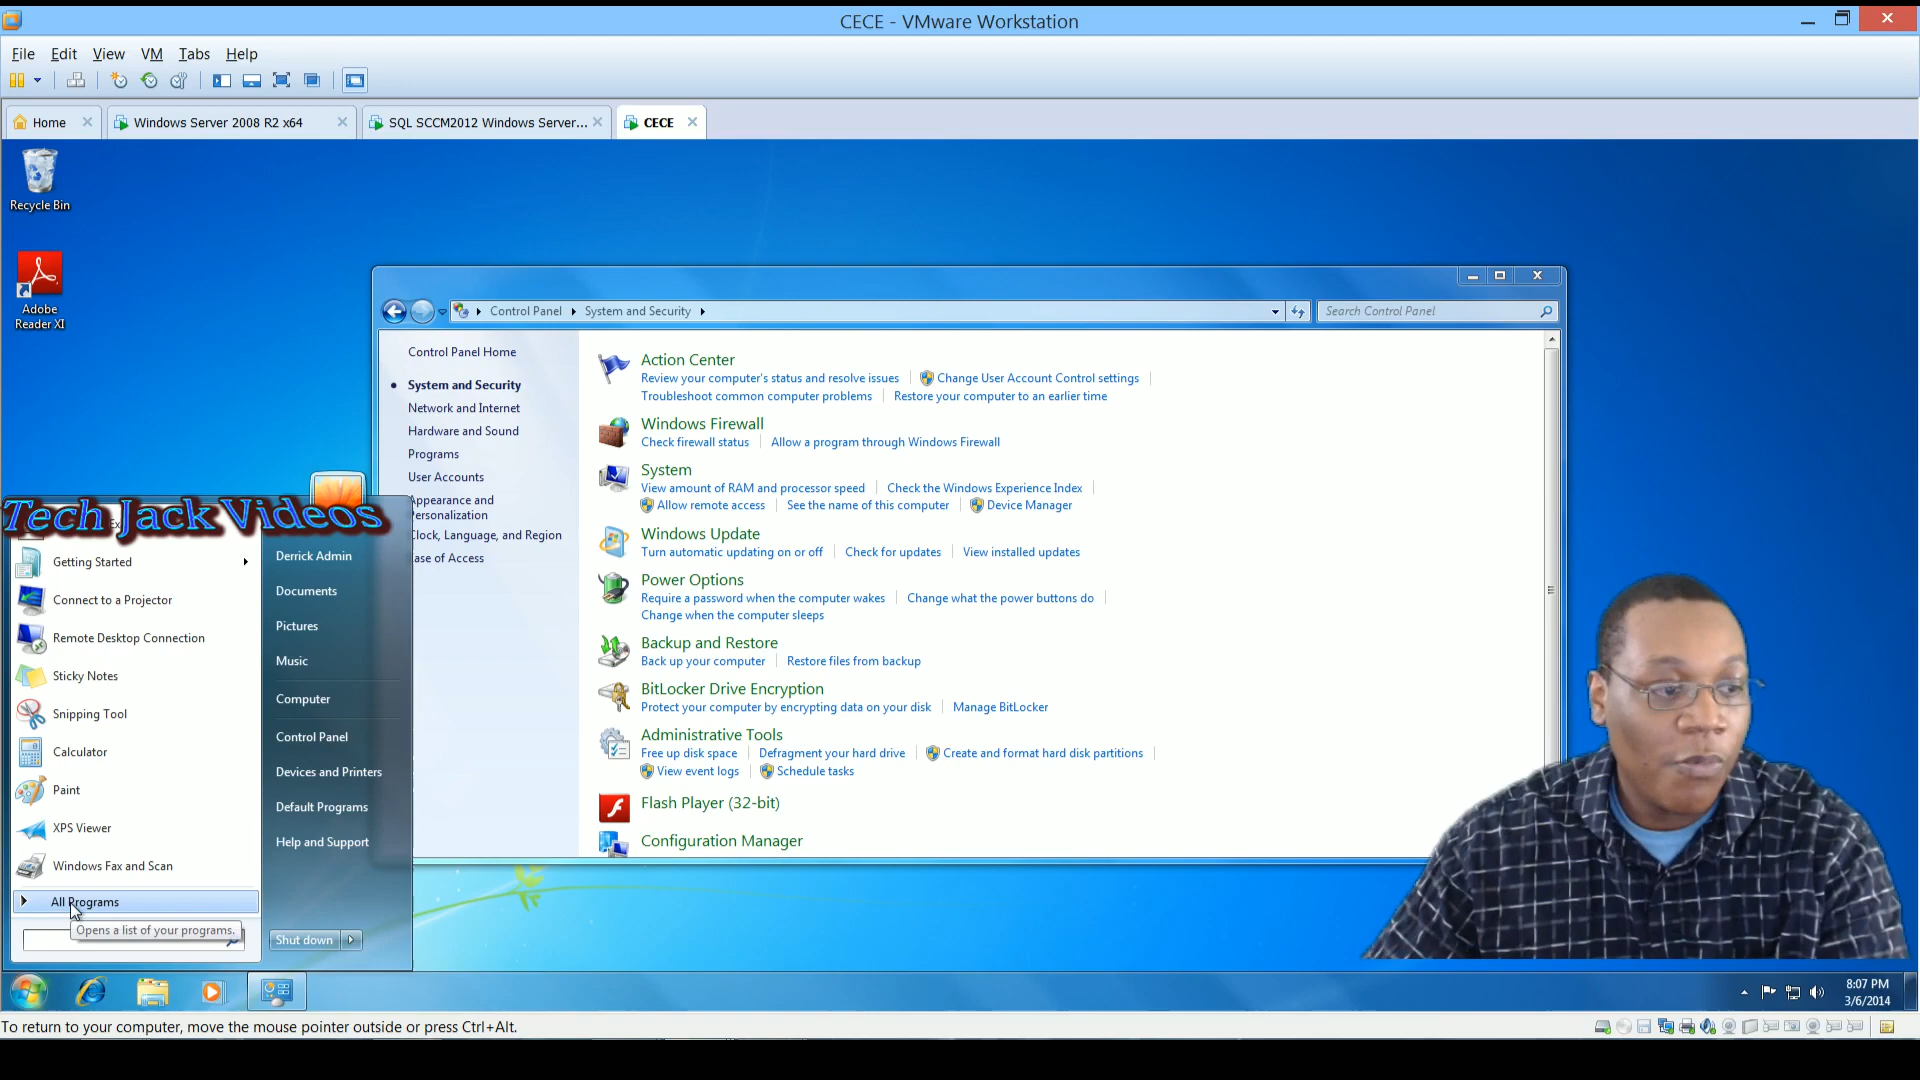 CECE - VMware Workstation
File Edit View VM Tabs Help
Home
Windows Server 2008 R2 x64
SQL SCCM2012 Windows Server...
CECE
Recycle Bin
Adobe
Reader XI
Control Panel
System and Security
Search Control Panel
Control Panel Home
System and Security
Network and Internet
Hardware and Sound
Programs
User Accounts
Appearance and
Personalization
Clock, Language, and Region
Ease of Access
Action Center
Review your computer's status and resolve issues
Change User Account Control settings
Troubleshoot common computer problems
Restore your computer to an earlier time
Windows Firewall
Check firewall status
Allow a program through Windows Firewall
System
View amount of RAM and processor speed
Check the Windows Experience Index
Allow remote access
See the name of this computer
Device Manager
Windows Update
Turn automatic updating on or off
Check for updates
View installed updates
Power Options
Require a password when the computer wakes
Change what the power buttons do
Change when the computer sleeps
Backup and Restore
Back up your computer
Restore files from backup
BitLocker Drive Encryption
Protect your computer by encrypting data on your disk
Manage BitLocker
Administrative Tools
Free up disk space
Defragment your hard drive
Create and format hard disk partitions
View event logs
Schedule tasks
Flash Player (32-bit)
Configuration Manager
Tech Jack Videos
Getting Started
Connect to a Projector
Remote Desktop Connection
Sticky Notes
Snipping Tool
Calculator
Paint
XPS Viewer
Windows Fax and Scan
All Programs
Opens a list of your programs.
Derrick Admin
Documents
Pictures
Music
Computer
Control Panel
Devices and Printers
Default Programs
Help and Support
Shut down
8:07 PM
3/6/2014
To return to your computer, move the mouse pointer outside or press Ctrl+Alt.